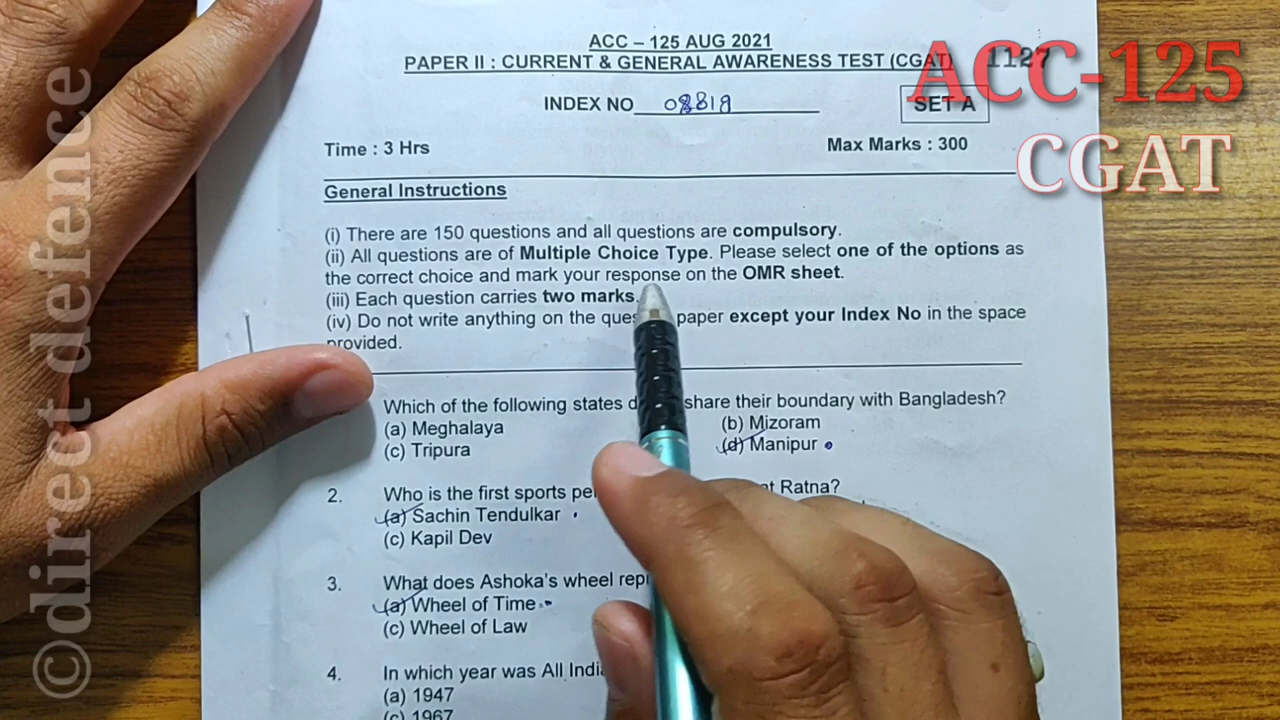 ACC – 125 AUG 2021
PAPER II : CURRENT & GENERAL AWARENESS TEST (CGAT) 1127
INDEX NO 08818
SET A
ACC-125
CGAT
Time : 3 Hrs
Max Marks : 300
General Instructions
(i) There are 150 questions and all questions are compulsory.
(ii) All questions are of Multiple Choice Type. Please select one of the options as
the correct choice and mark your response on the OMR sheet.
(iii) Each question carries two marks.
(iv) Do not write anything on the paper except your Index No in the space
provided.
Which of the following states share their boundary with Bangladesh?
(a) Meghalaya (b) Mizoram
(c) Tripura (d) Manipur
2. Who is the first sports Ratna?
(a) Sachin Tendulkar
(c) Kapil Dev
3. What does Ashoka's wheel
(a) Wheel of Time
(c) Wheel of Law
4. In which year was All
(a) 1947
(c) 1967
©direct defence